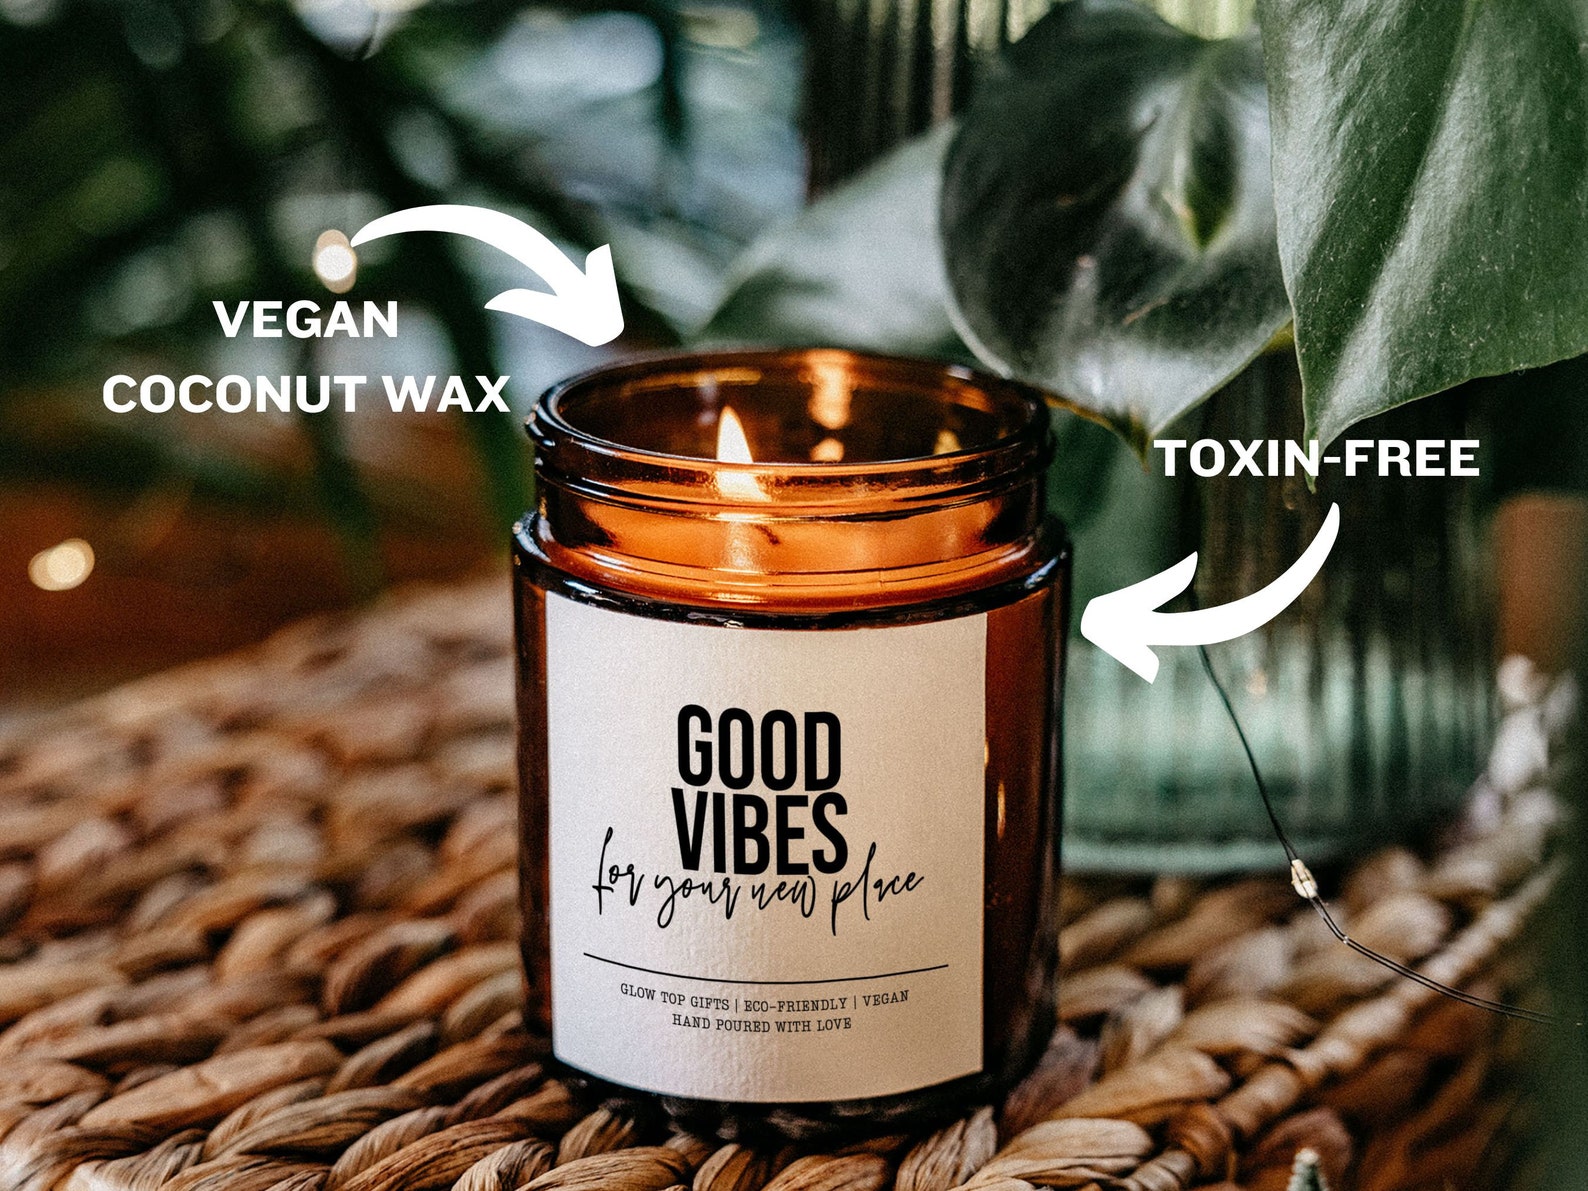 VEGAN
COCONUT WAX
TOXIN-FREE
GOOD
VIBES
for your new place
GLOW TOP GIFTS | ECO-FRIENDLY | VEGAN
HAND POURED WITH LOVE